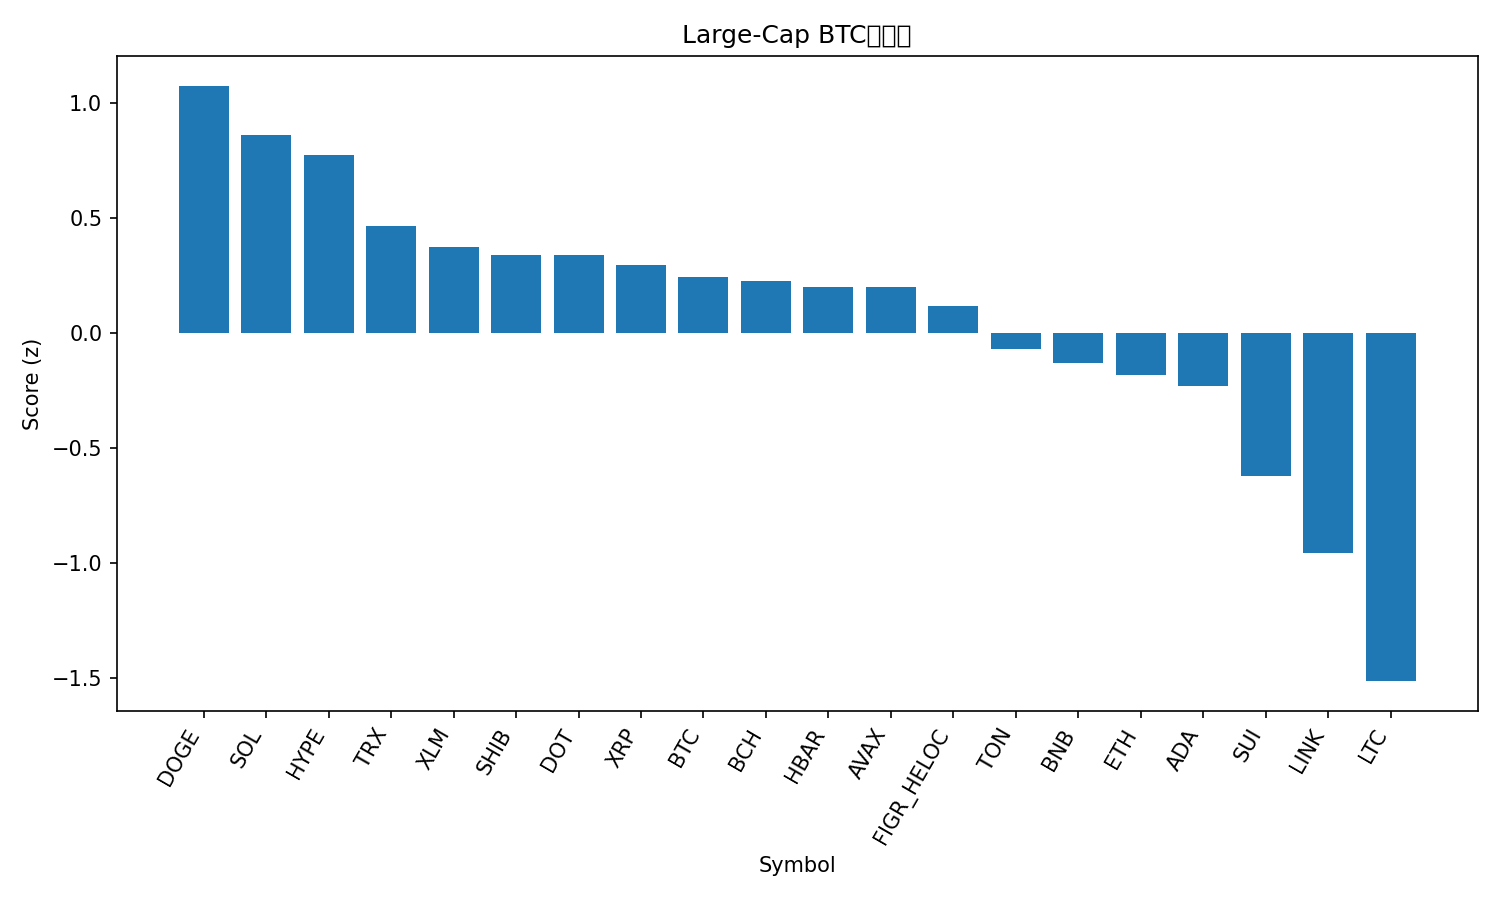 Large-Cap BTC
Score (z)
1.0
0.5
0.0
−0.5
−1.0
−1.5
DOGE
SOL
HYPE
TRX
XLM
SHIB
DOT
XRP
BTC
BCH
HBAR
AVAX
FIGR_HELOC
TON
BNB
ETH
ADA
SUI
LINK
LTC
Symbol